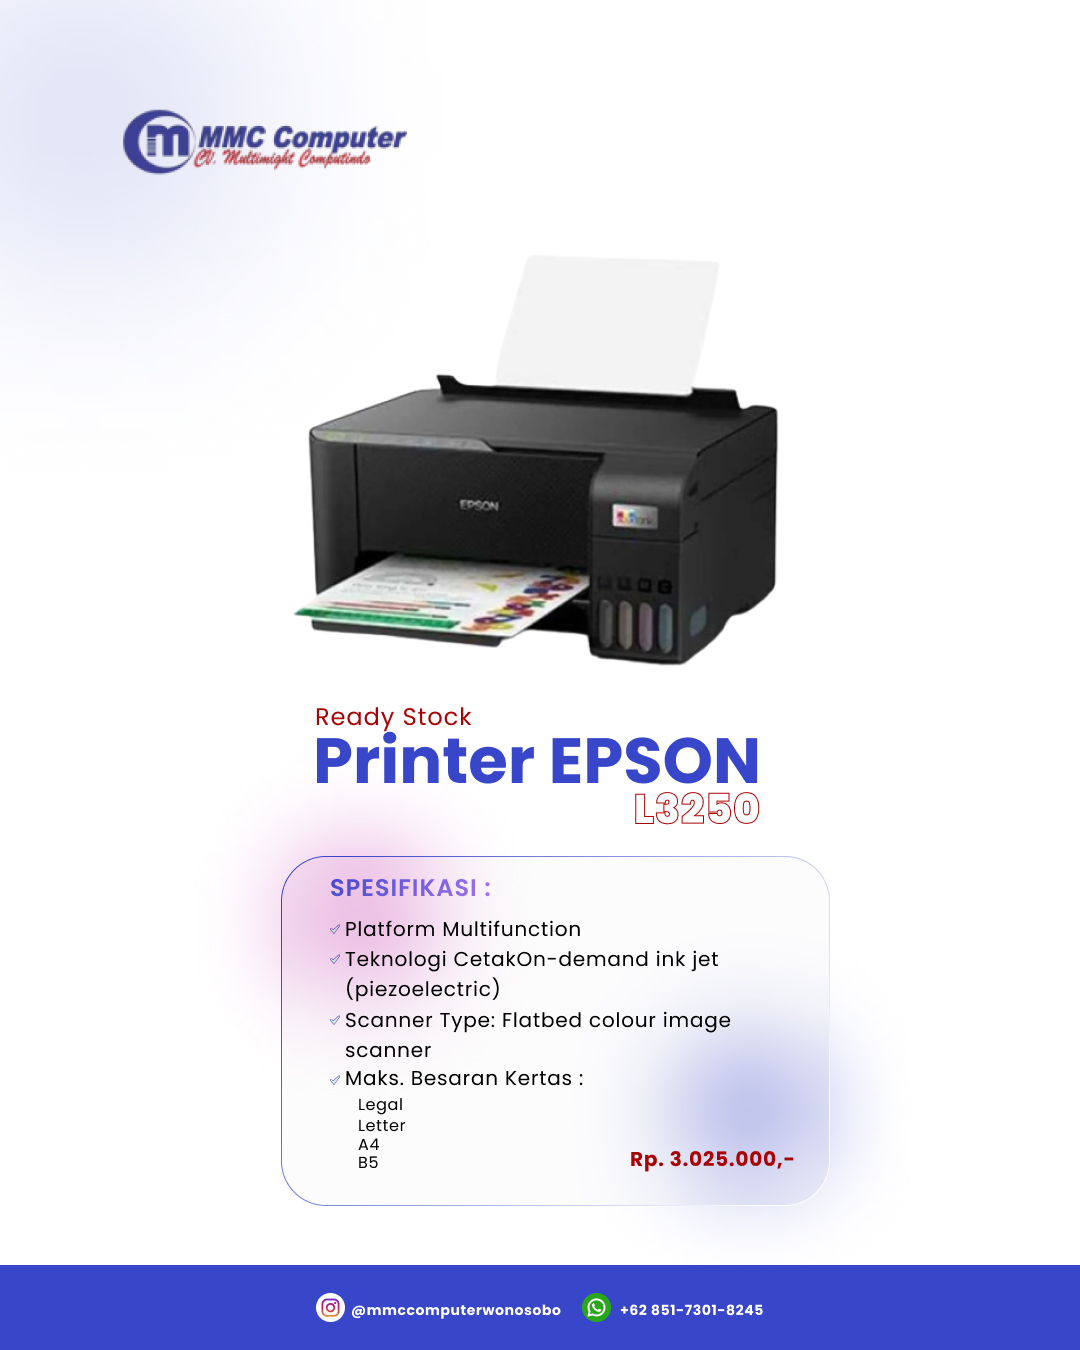 MMC Computer
CV. Multimight Computindo
EPSON
Ready Stock
Printer EPSON
L3250
SPESIFIKASI :
Platform Multifunction
Teknologi CetakOn-demand ink jet
(piezoelectric)
Scanner Type: Flatbed colour image
scanner
Maks. Besaran Kertas :
Legal
Letter
A4
B5
Rp. 3.025.000,-
@mmccomputerwonosobo
+62 851-7301-8245